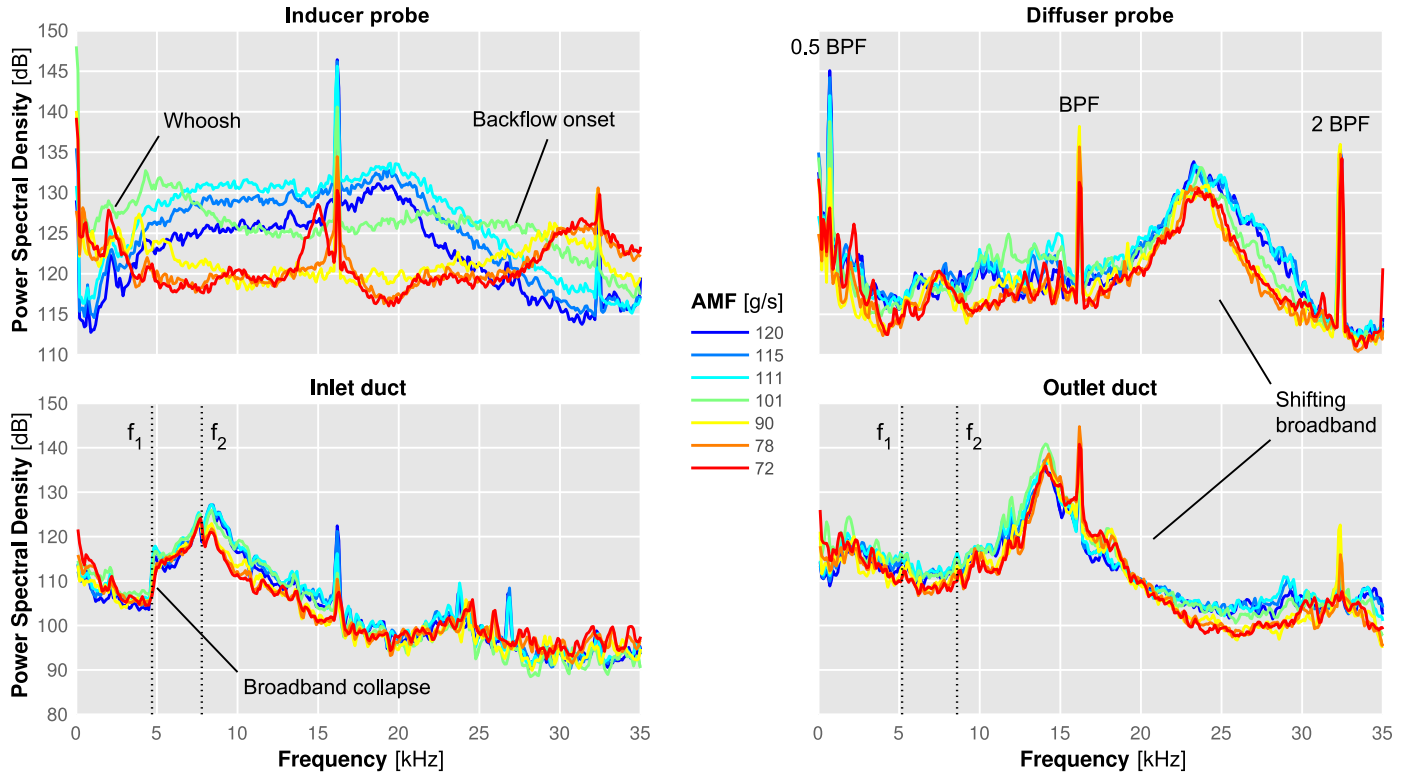 Inducer probe
Power Spectral Density [dB]
150
145
140
135
130
125
120
115
110
Whoosh
Backflow onset
Diffuser probe
0.5 BPF
BPF
2 BPF
AMF [g/s]
120
115
111
101
90
78
72
Inlet duct
Power Spectral Density [dB]
150
140
130
120
110
100
90
80
f1
f2
Broadband collapse
0 5 10 15 20 25 30 35
Frequency [kHz]
Outlet duct
f1
f2
Shifting
broadband
0 5 10 15 20 25 30 35
Frequency [kHz]